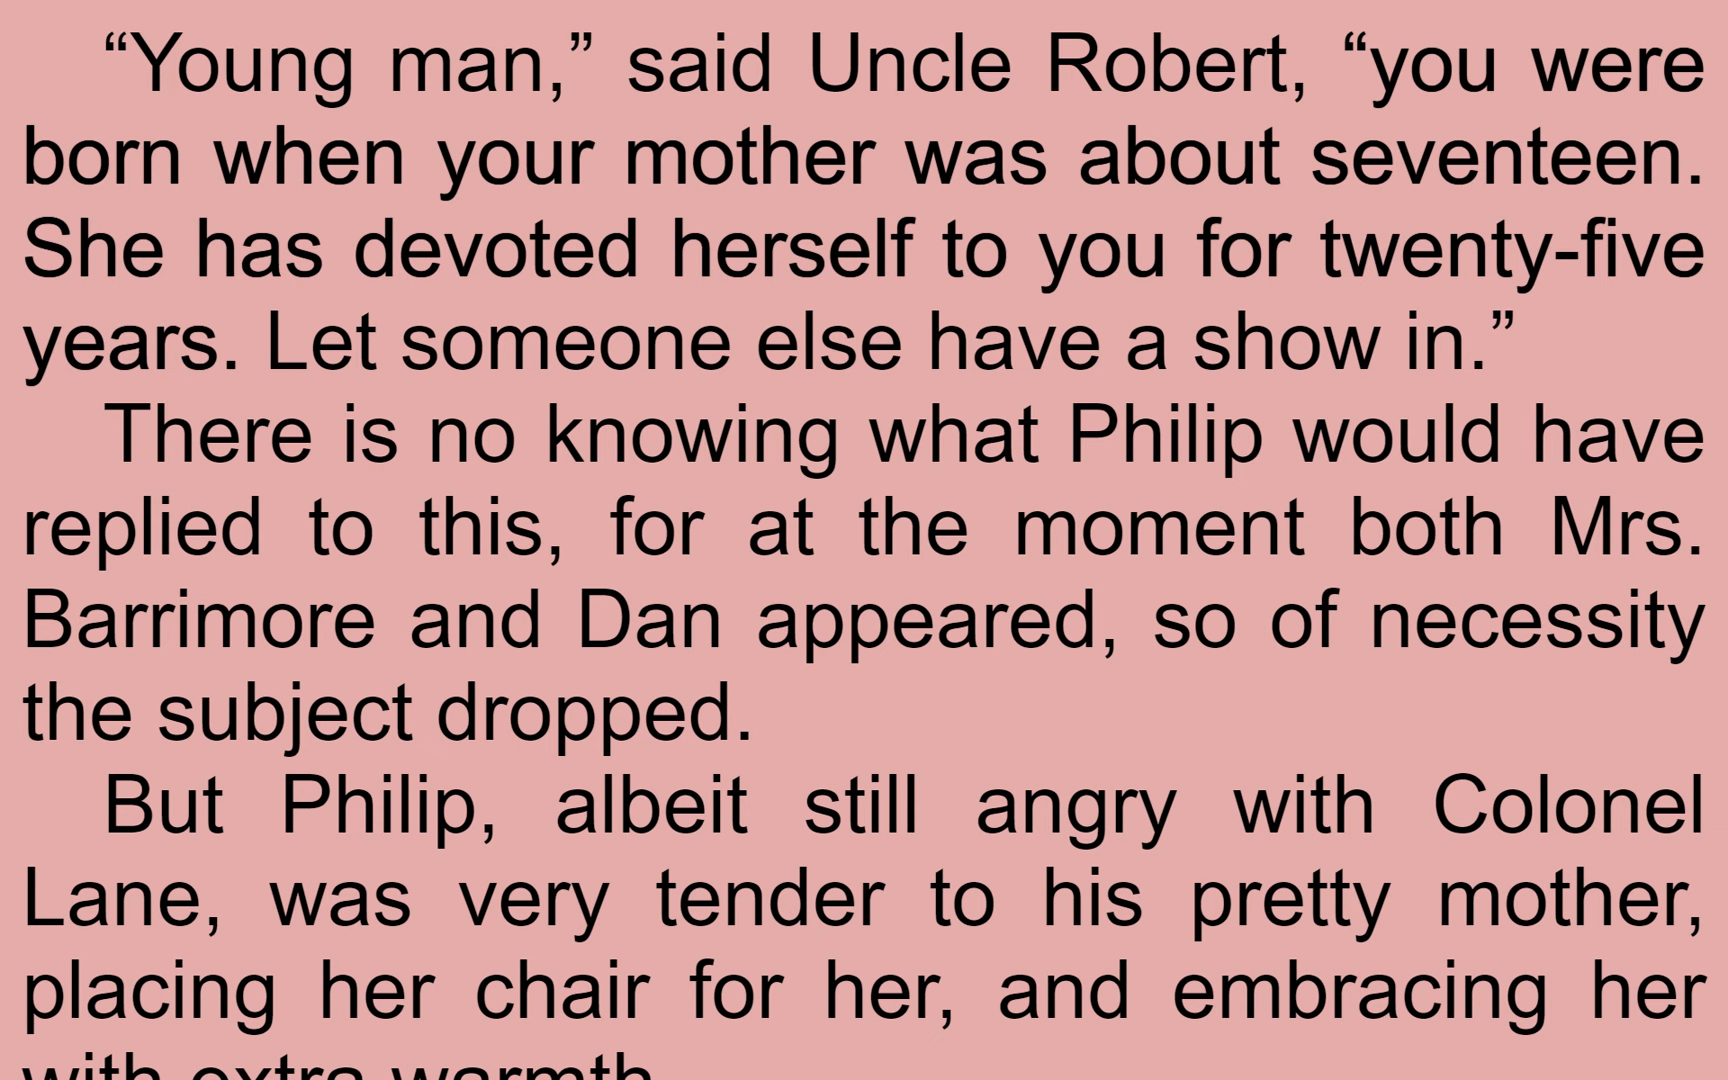 “Young man,” said Uncle Robert, “you were
born when your mother was about seventeen.
She has devoted herself to you for twenty-five
years. Let someone else have a show in.”
There is no knowing what Philip would have
replied to this, for at the moment both Mrs.
Barrimore and Dan appeared, so of necessity
the subject dropped.
But Philip, albeit still angry with Colonel
Lane, was very tender to his pretty mother,
placing her chair for her, and embracing her
with extra warmth